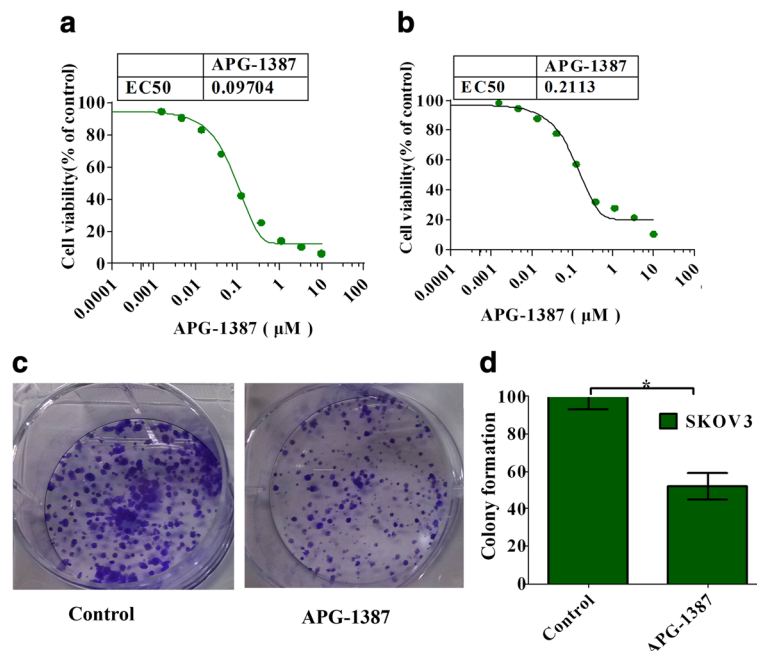 a
APG-1387
EC50 0.09704
Cell viability(% of control)
100
80
60
40
20
0
0.0001
0.001
0.01
0.1
1
10
100
APG-1387 ( μM )
b
APG-1387
EC50 0.2113
Cell viability(% of control)
100
80
60
40
20
0
0.0001
0.001
0.01
0.1
1
10
100
APG-1387 ( μM )
c
Control
APG-1387
d
*
SKOV3
Colony formation
100
80
60
40
20
0
Control
APG-1387